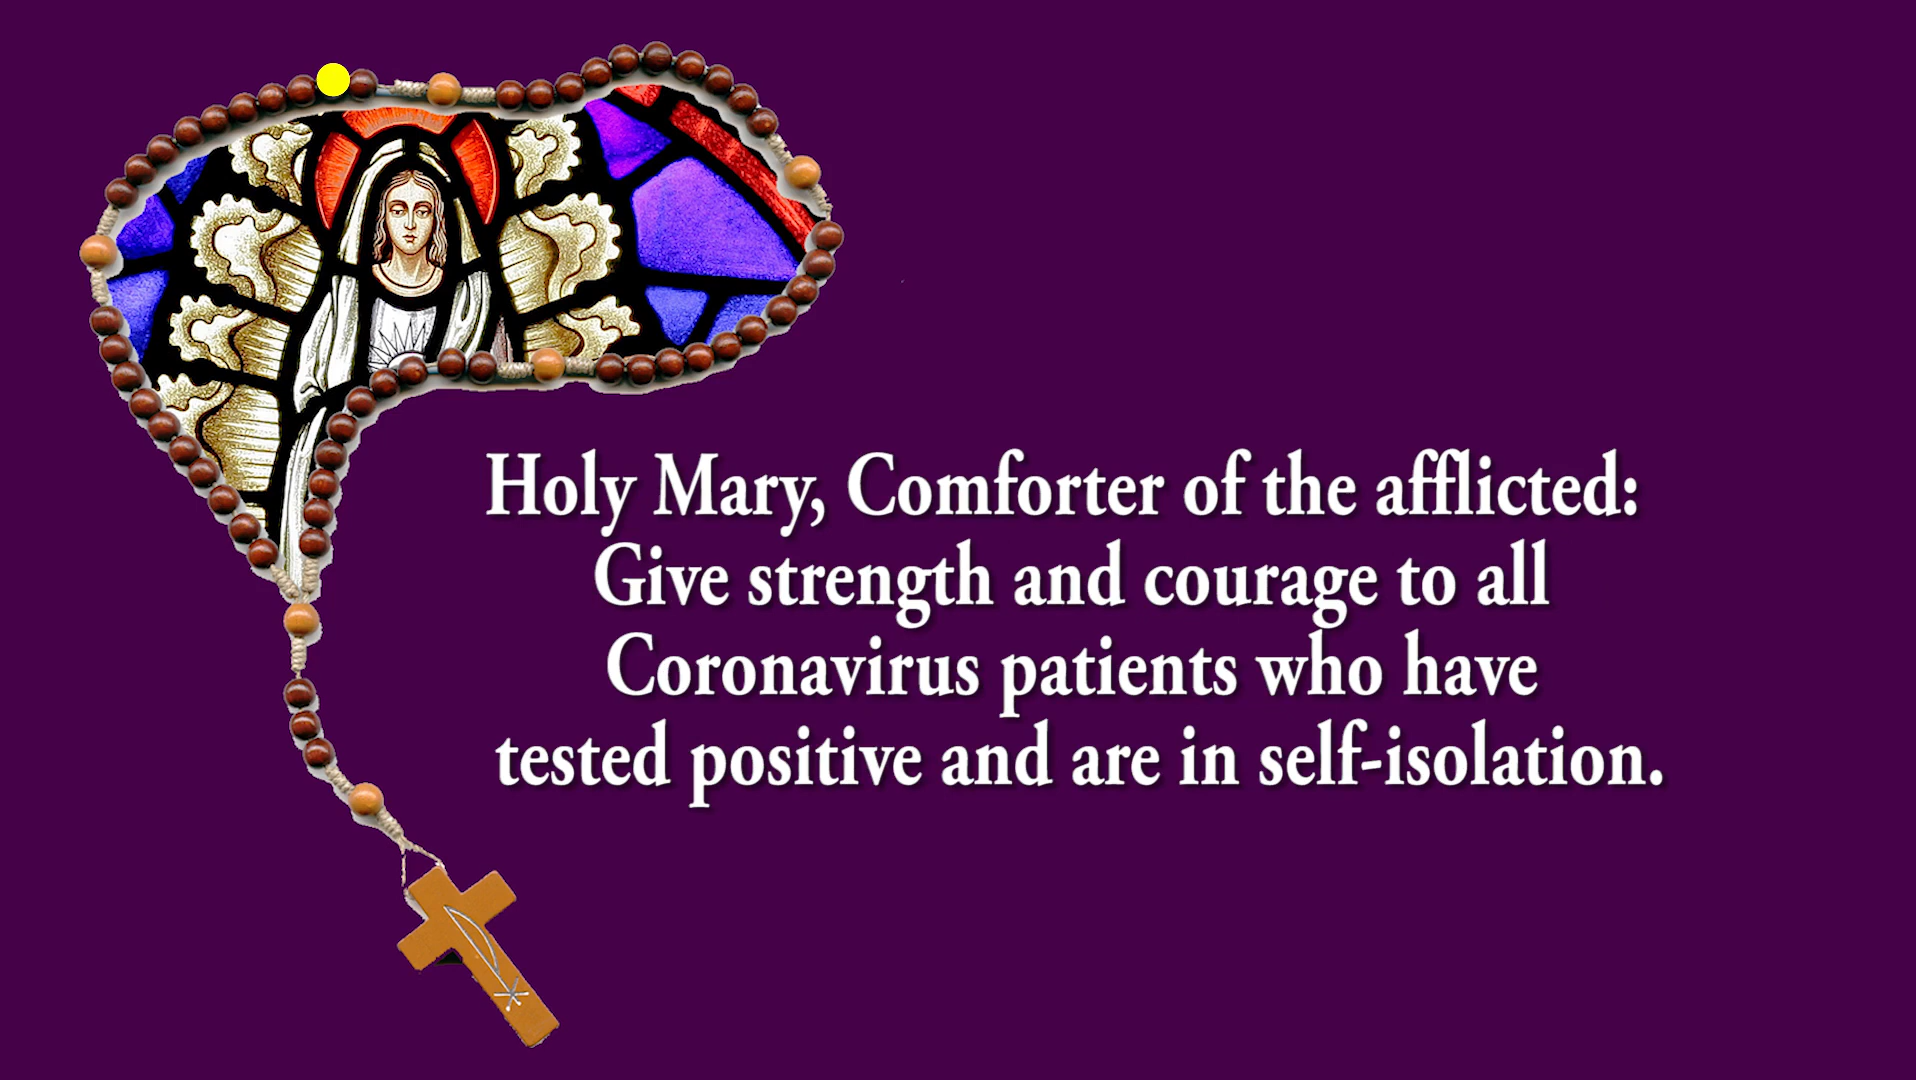 Holy Mary, Comforter of the afflicted:
Give strength and courage to all
Coronavirus patients who have
tested positive and are in self-isolation.